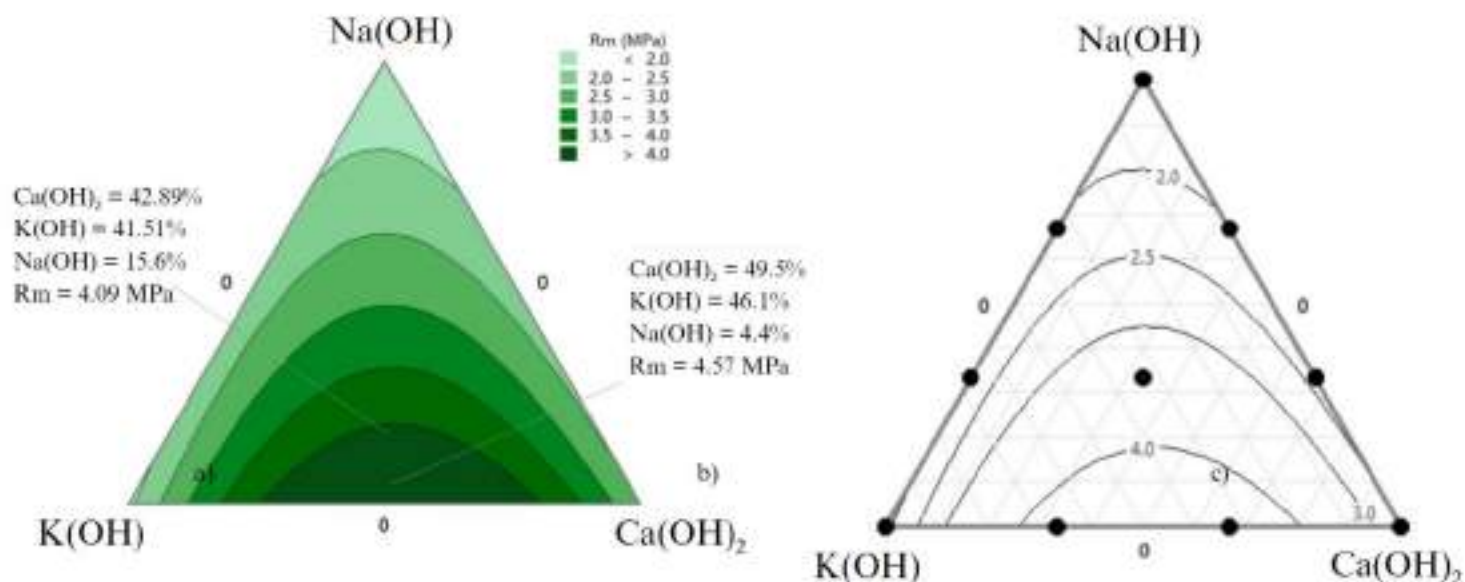 Na(OH)
Rm (MPa)
< 2.0
2.0 – 2.5
2.5 – 3.0
3.0 – 3.5
3.5 – 4.0
> 4.0
Ca(OH)₂ = 42.89%
K(OH) = 41.51%
Na(OH) = 15.6%
Rm = 4.09 MPa
0
0
Ca(OH)₂ = 49.5%
K(OH) = 46.1%
Na(OH) = 4.4%
Rm = 4.57 MPa
a)
b)
K(OH)
0
Ca(OH)₂
Na(OH)
2.0
2.5
0
0
4.0
c)
3.0
K(OH)
0
Ca(OH)₂